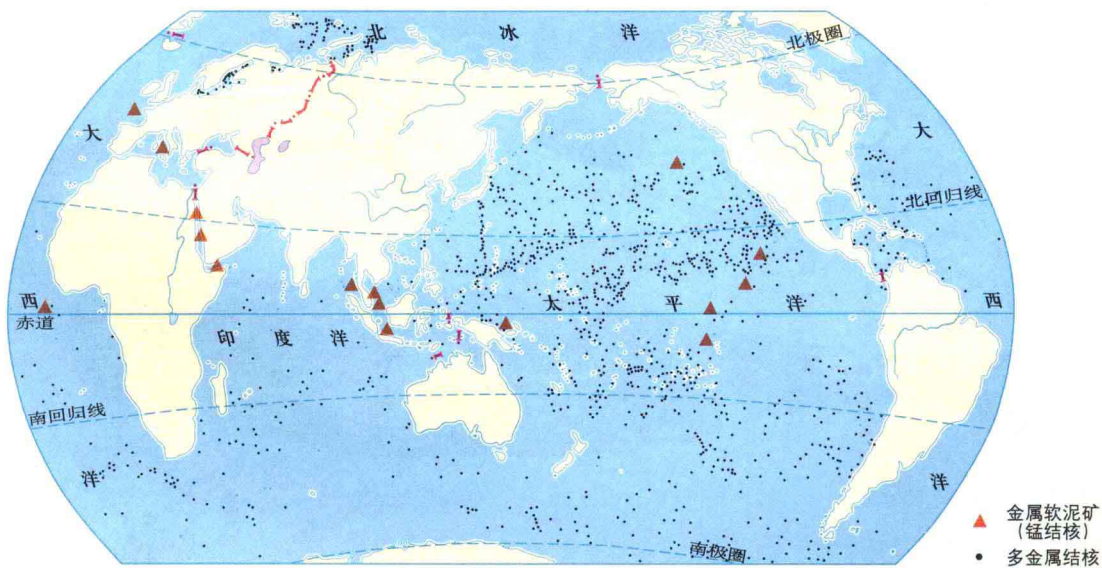 北冰洋
北极圈
大
大
北回归线
西
太平洋
西
赤道
印度洋
南回归线
洋
洋
南极圈
金属软泥矿
(锰结核)
多金属结核